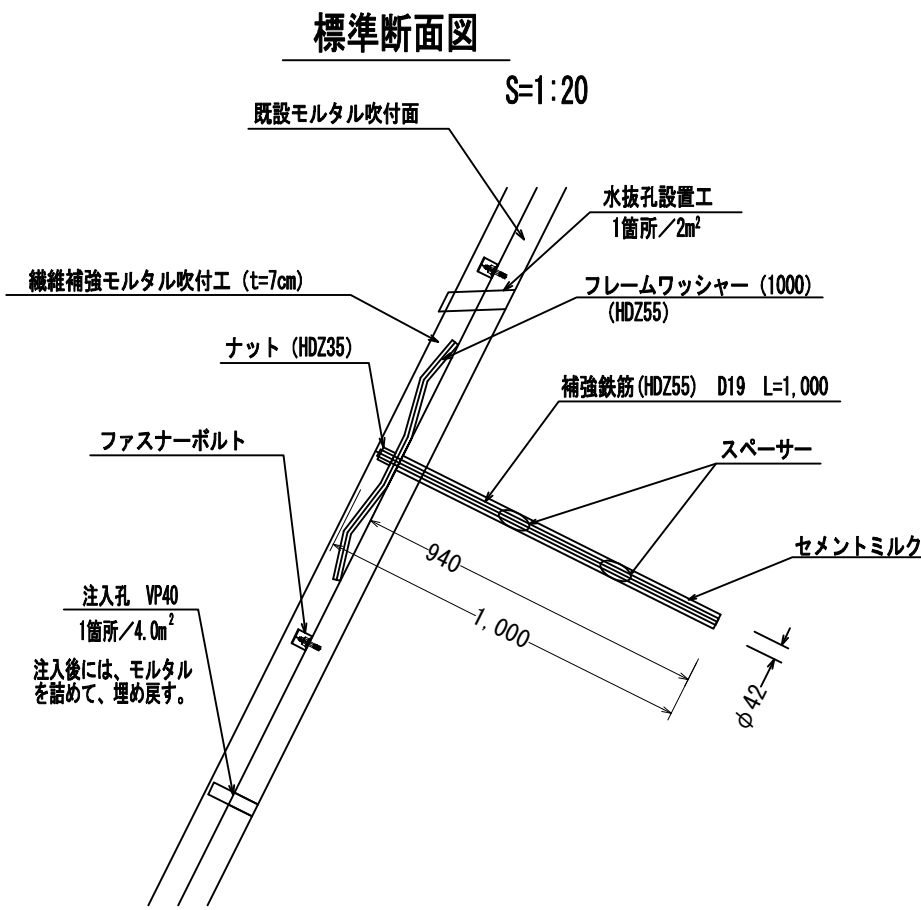 標準断面図
S=1:20
既設モルタル吹付面
水抜孔設置工
1箇所／2m²
繊維補強モルタル吹付工 (t=7cm)
フレームワッシャー (1000)
(HDZ55)
ナット (HDZ35)
補強鉄筋(HDZ55) D19 L=1,000
ファスナーボルト
スペーサー
セメントミルク
940
1,000
φ42
注入孔 VP40
1箇所／4.0m²
注入後には、モルタル
を詰めて、埋め戻す。